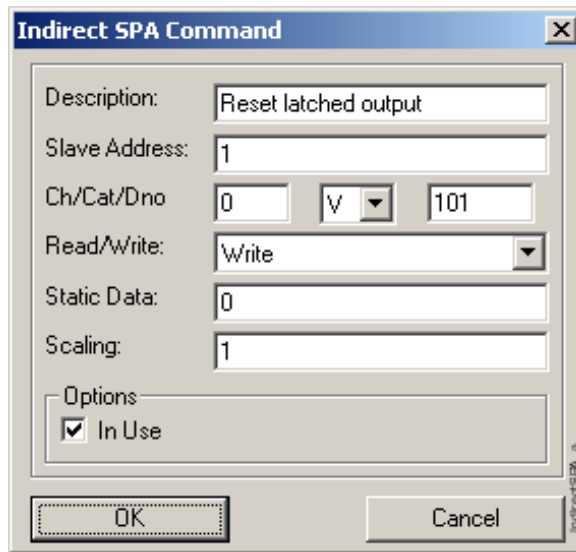 Indirect SPA Command
Description: Reset latched output
Slave Address: 1
Ch/Cat/Dno 0 V 101
Read/Write: Write
Static Data: 0
Scaling: 1
Options
In Use
OK Cancel